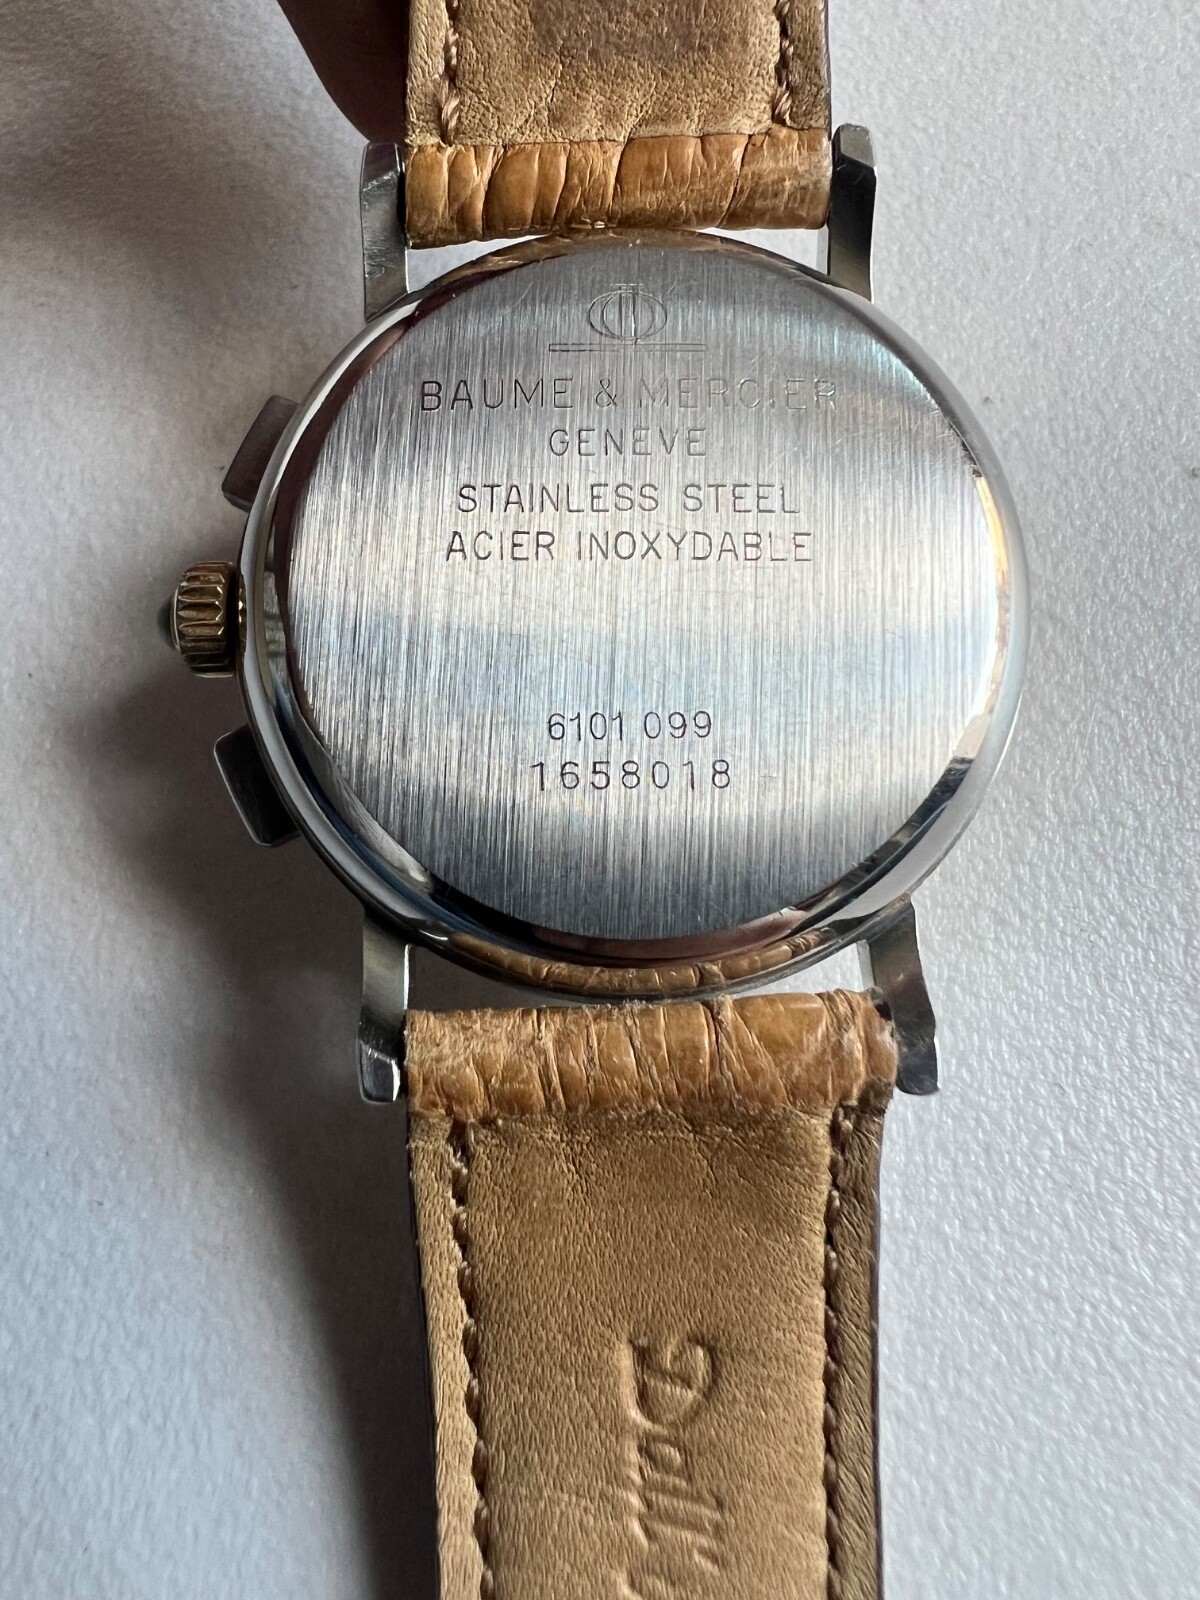 BAUME & MERCIER
GENEVE
STAINLESS STEEL
ACIER INOXYDABLE
6101 099
1658018